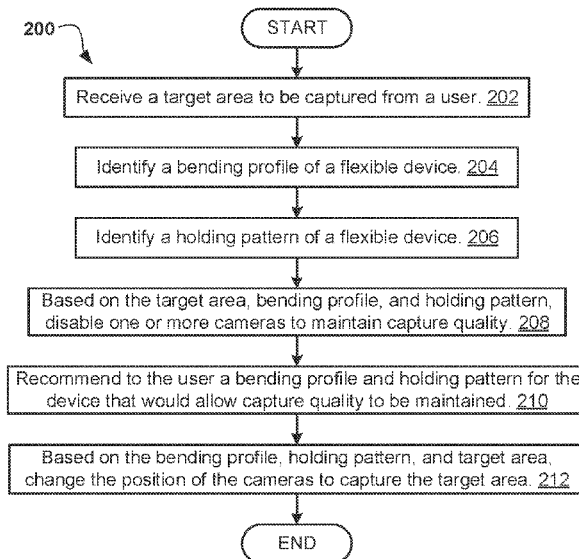 200
START
Receive a target area to be captured from a user. 202
Identify a bending profile of a flexible device. 204
Identify a holding pattern of a flexible device. 206
Based on the target area, bending profile, and holding pattern,
disable one or more cameras to maintain capture quality. 208
Recommend to the user a bending profile and holding pattern for the
device that would allow capture quality to be maintained. 210
Based on the bending profile, holding pattern, and target area,
change the position of the cameras to capture the target area. 212
END